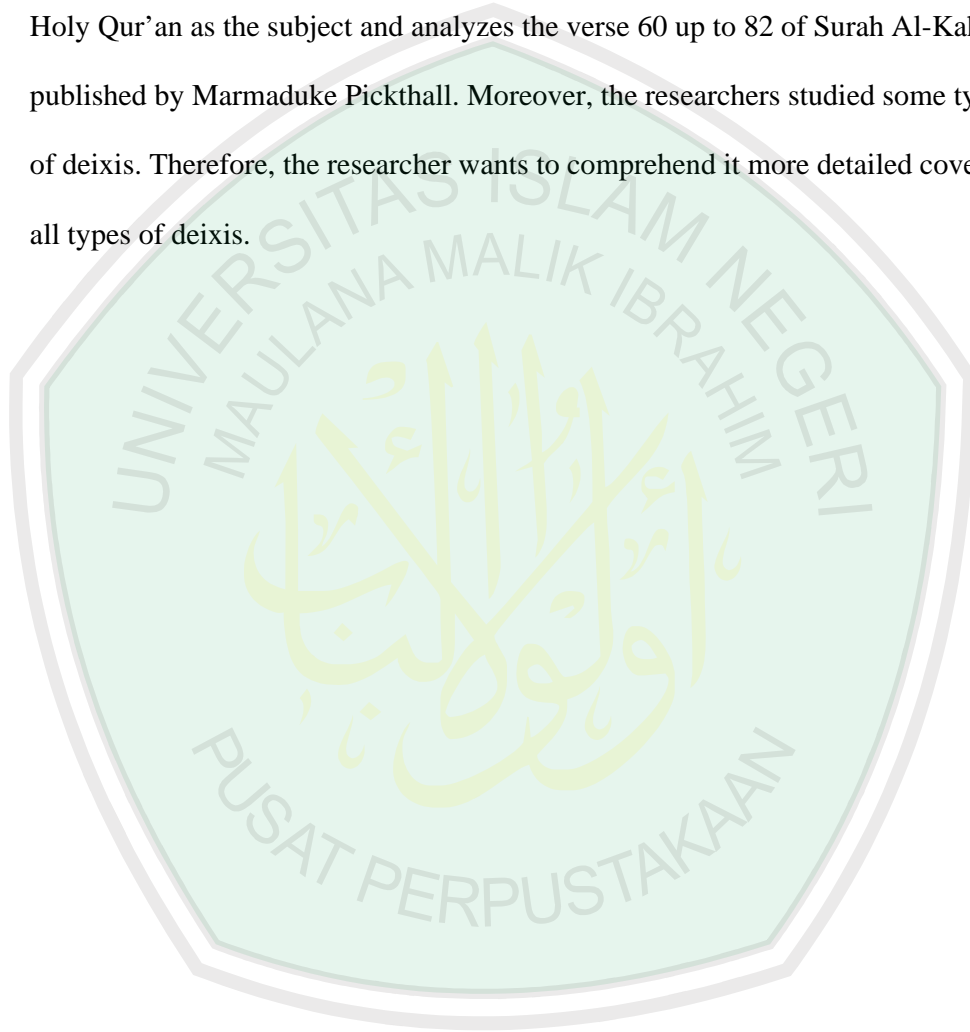 Holy Qur’an as the subject and analyzes the verse 60 up to 82 of Surah
published by Marmaduke Pickthall. Moreover, the researchers studied some
of deixis. Therefore, the researcher wants to comprehend it more detailed
all types of deixis.
UNIVERSITAS ISLAM NEGERI
MAULANA MALIK IBRAHIM
أولو الألباب
PUSAT PERPUSTAKAAN